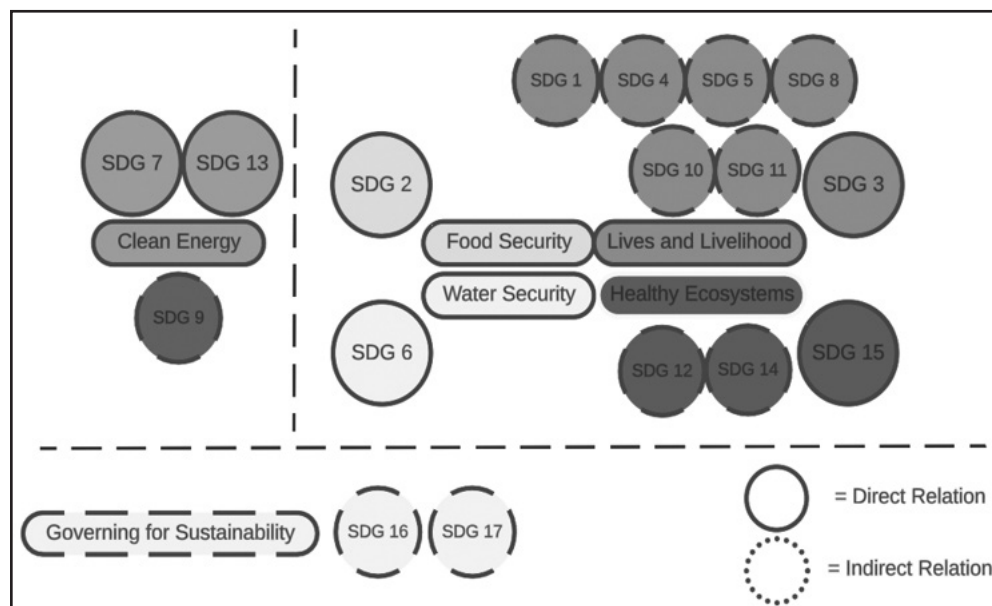 SDG 1
SDG 4
SDG 5
SDG 8
SDG 7
SDG 13
SDG 2
SDG 10
SDG 11
SDG 3
Clean Energy
Food Security
Lives and Livelihood
Water Security
Healthy Ecosystems
SDG 9
SDG 6
SDG 12
SDG 14
SDG 15
Governing for Sustainability
SDG 16
SDG 17
= Direct Relation
= Indirect Relation